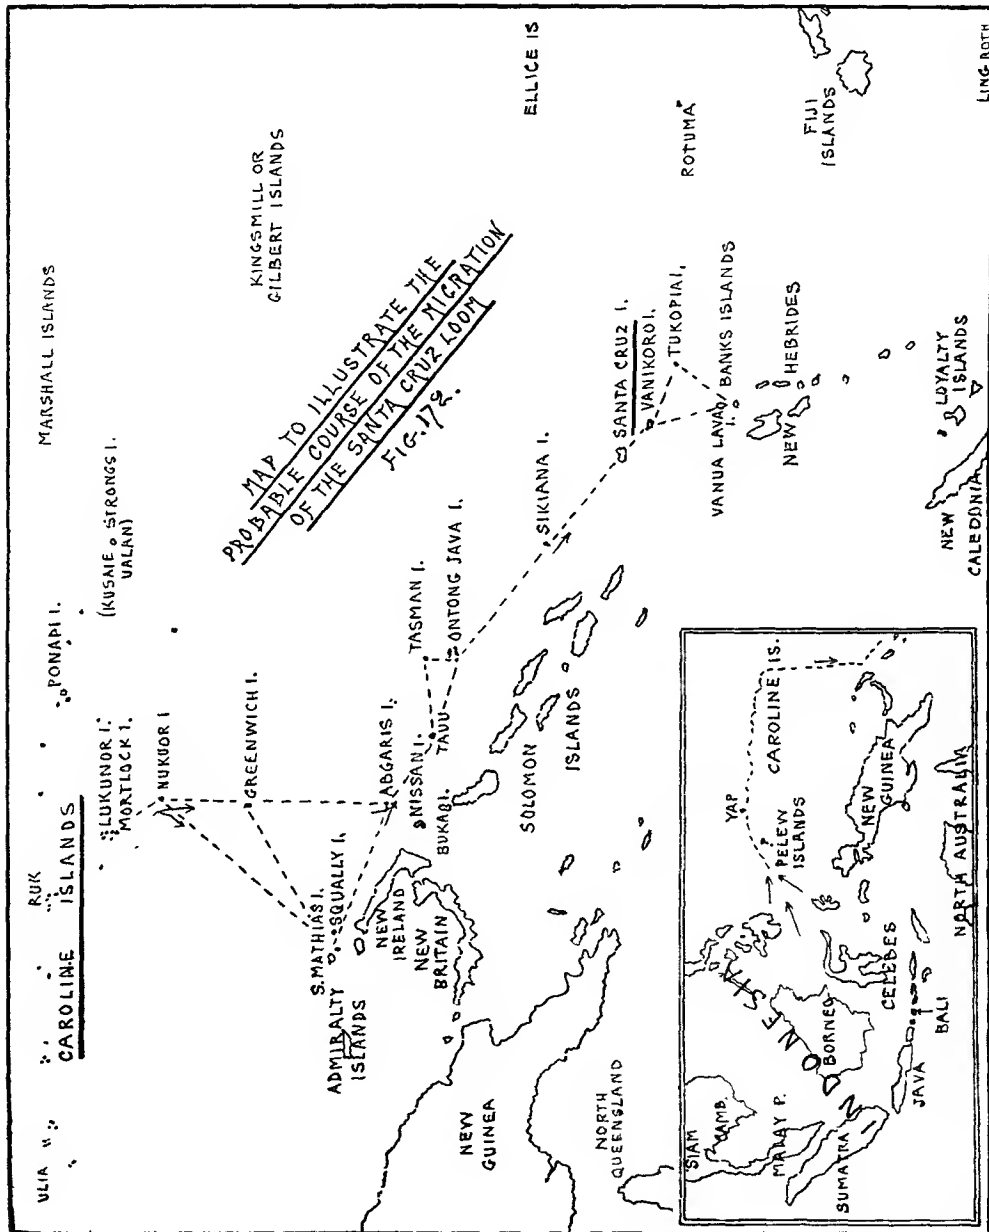 MARSHALL ISLANDS
KINGSMILL OR
GILBERT ISLANDS
ELLICE IS
ROTUMA
FIJI
ISLANDS
LING ROTH
MAP TO ILLUSTRATE THE
PROBABLE COURSE OF THE MIGRATION
OF THE SANTA CRUZ LOOM
FIG. 172.
RUK
CAROLINE ISLANDS
ULIA
LUKUNOR I.
MORTLOCK I.
PONAPI I.
(KUSAIE STRONGS I.
UALAN)
NUKUOR I
GREENWICH I.
ABGARIS I.
S. MATHIAS I.
SQUALLY I.
ADMIRALTY
ISLANDS
NEW
IRELAND
NEW
BRITAIN
NISSAN I.
BUKA I.
TAUU
TASMAN I.
ONTONG JAVA I.
SIKIANA I.
SOLOMON
ISLANDS
SANTA CRUZ I.
VANIKORO I.
TUKOPIA I.
VANUA LAVA
I.
BANKS ISLANDS
NEW HEBRIDES
LOYALTY
ISLANDS
NEW
CALEDONIA
NEW
GUINEA
NORTH
QUEENSLAND
SIAM
CAMB.
MALAY P.
SUMATRA
INDONESIA
BORNEO
JAVA
BALI
CELEBES
YAP
?
PELEW
ISLANDS
CAROLINE IS.
NEW
GUINEA
NORTH AUSTRALIA